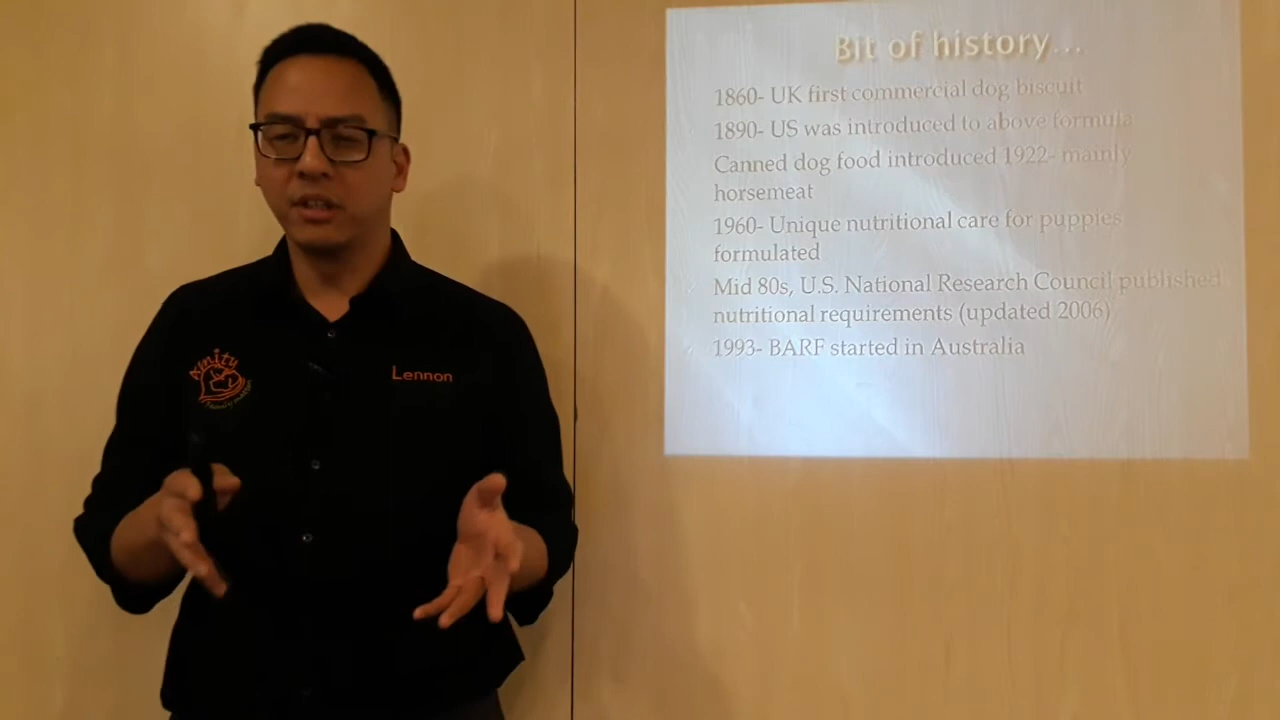 Bit of history...
1860- UK first commercial dog biscuit
1890- US was introduced to above formula
Canned dog food introduced 1922- mainly
horsemeat
1960- Unique nutritional care for puppies
formulated
Mid 80s, U.S. National Research Council published
nutritional requirements (updated 2006)
1993- BARF started in Australia
Amity
Lennon